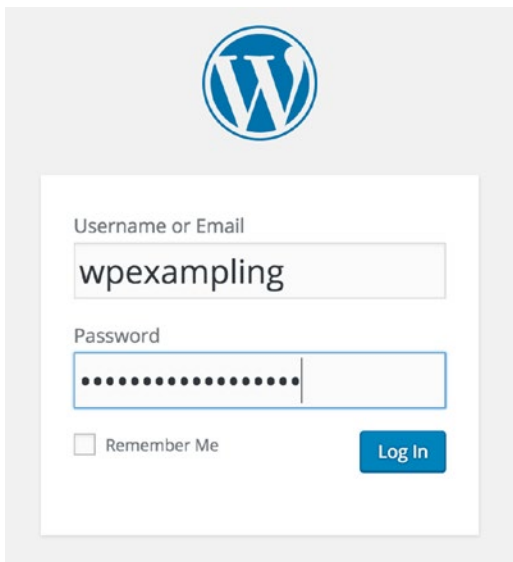 Username or Email
wpexampling
Password
••••••••••••••••••
Remember Me
Log In